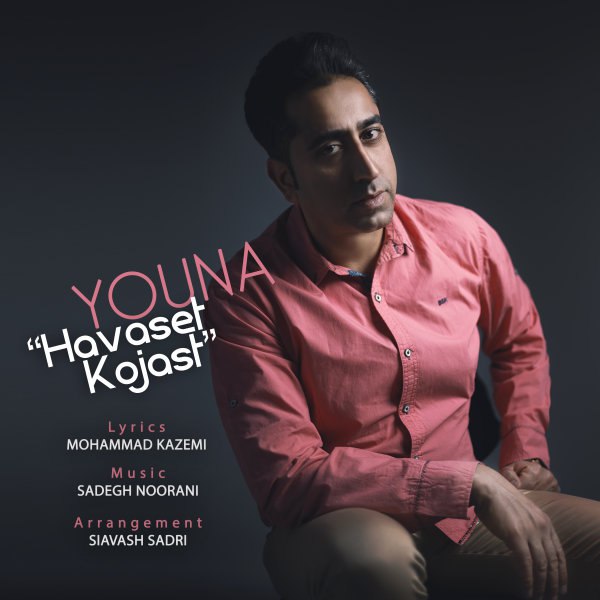 YOUNA
“Havaset
Kojast”
Lyrics
MOHAMMAD KAZEMI
Music
SADEGH NOORANI
Arrangement
SIAVASH SADRI